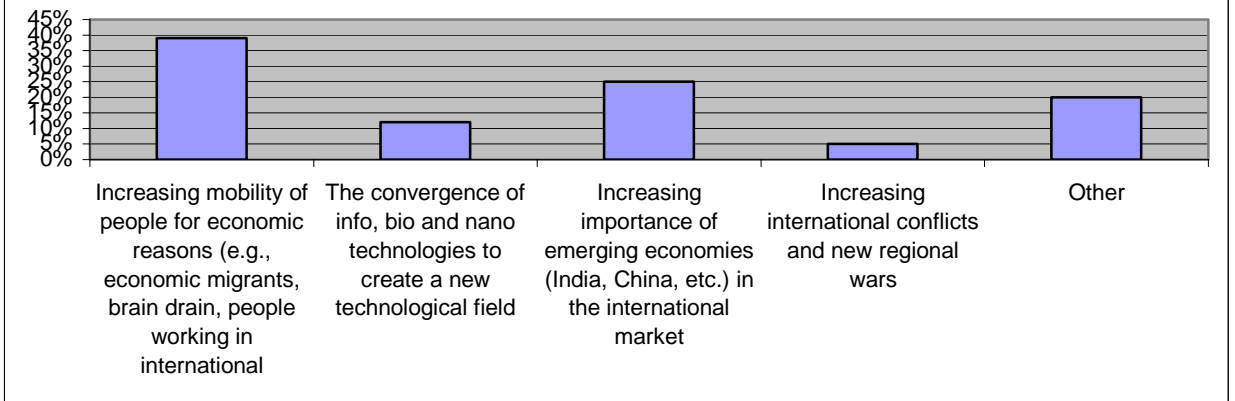 45%
40%
35%
30%
25%
20%
15%
10%
5%
0%
Increasing mobility of
people for economic
reasons (e.g.,
economic migrants,
brain drain, people
working in
international
The convergence of
info, bio and nano
technologies to
create a new
technological field
Increasing
importance of
emerging economies
(India, China, etc.) in
the international
market
Increasing
international conflicts
and new regional
wars
Other